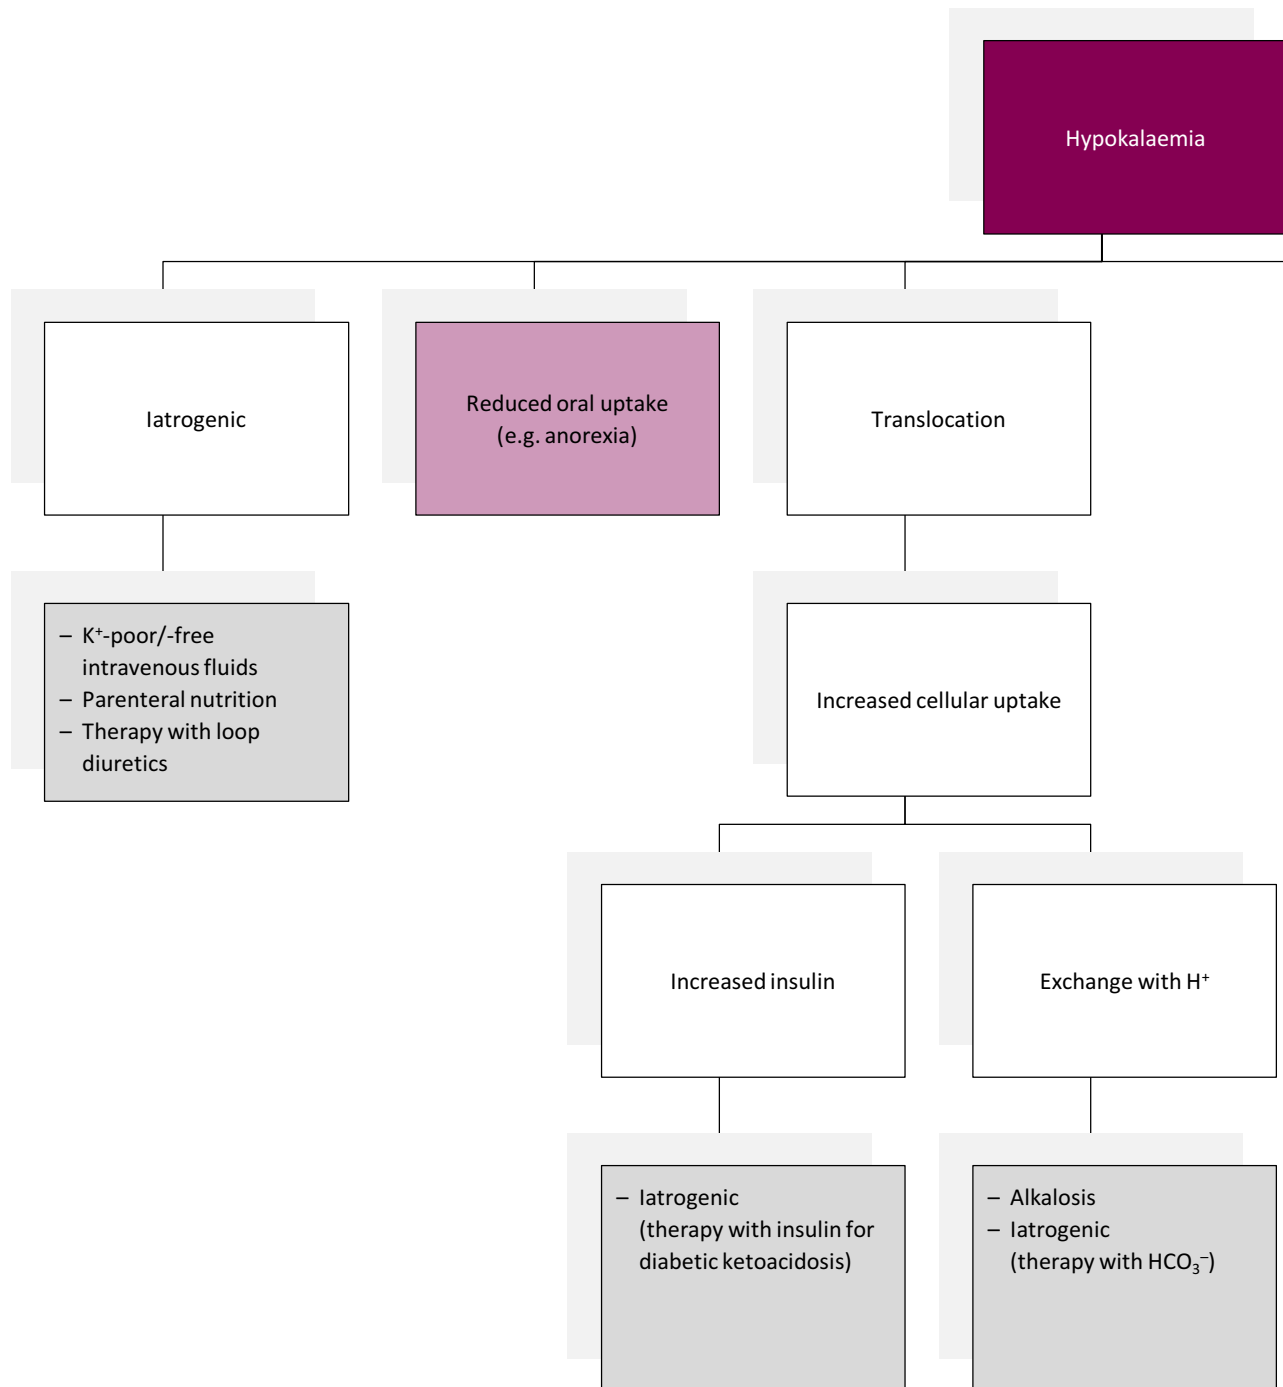 Hypokalaemia
Iatrogenic
Reduced oral uptake
(e.g. anorexia)
Translocation
– K⁺-poor/-free
intravenous fluids
– Parenteral nutrition
– Therapy with loop
diuretics
Increased cellular uptake
Increased insulin
Exchange with H⁺
– Iatrogenic
(therapy with insulin for
diabetic ketoacidosis)
– Alkalosis
– Iatrogenic
(therapy with HCO₃⁻)